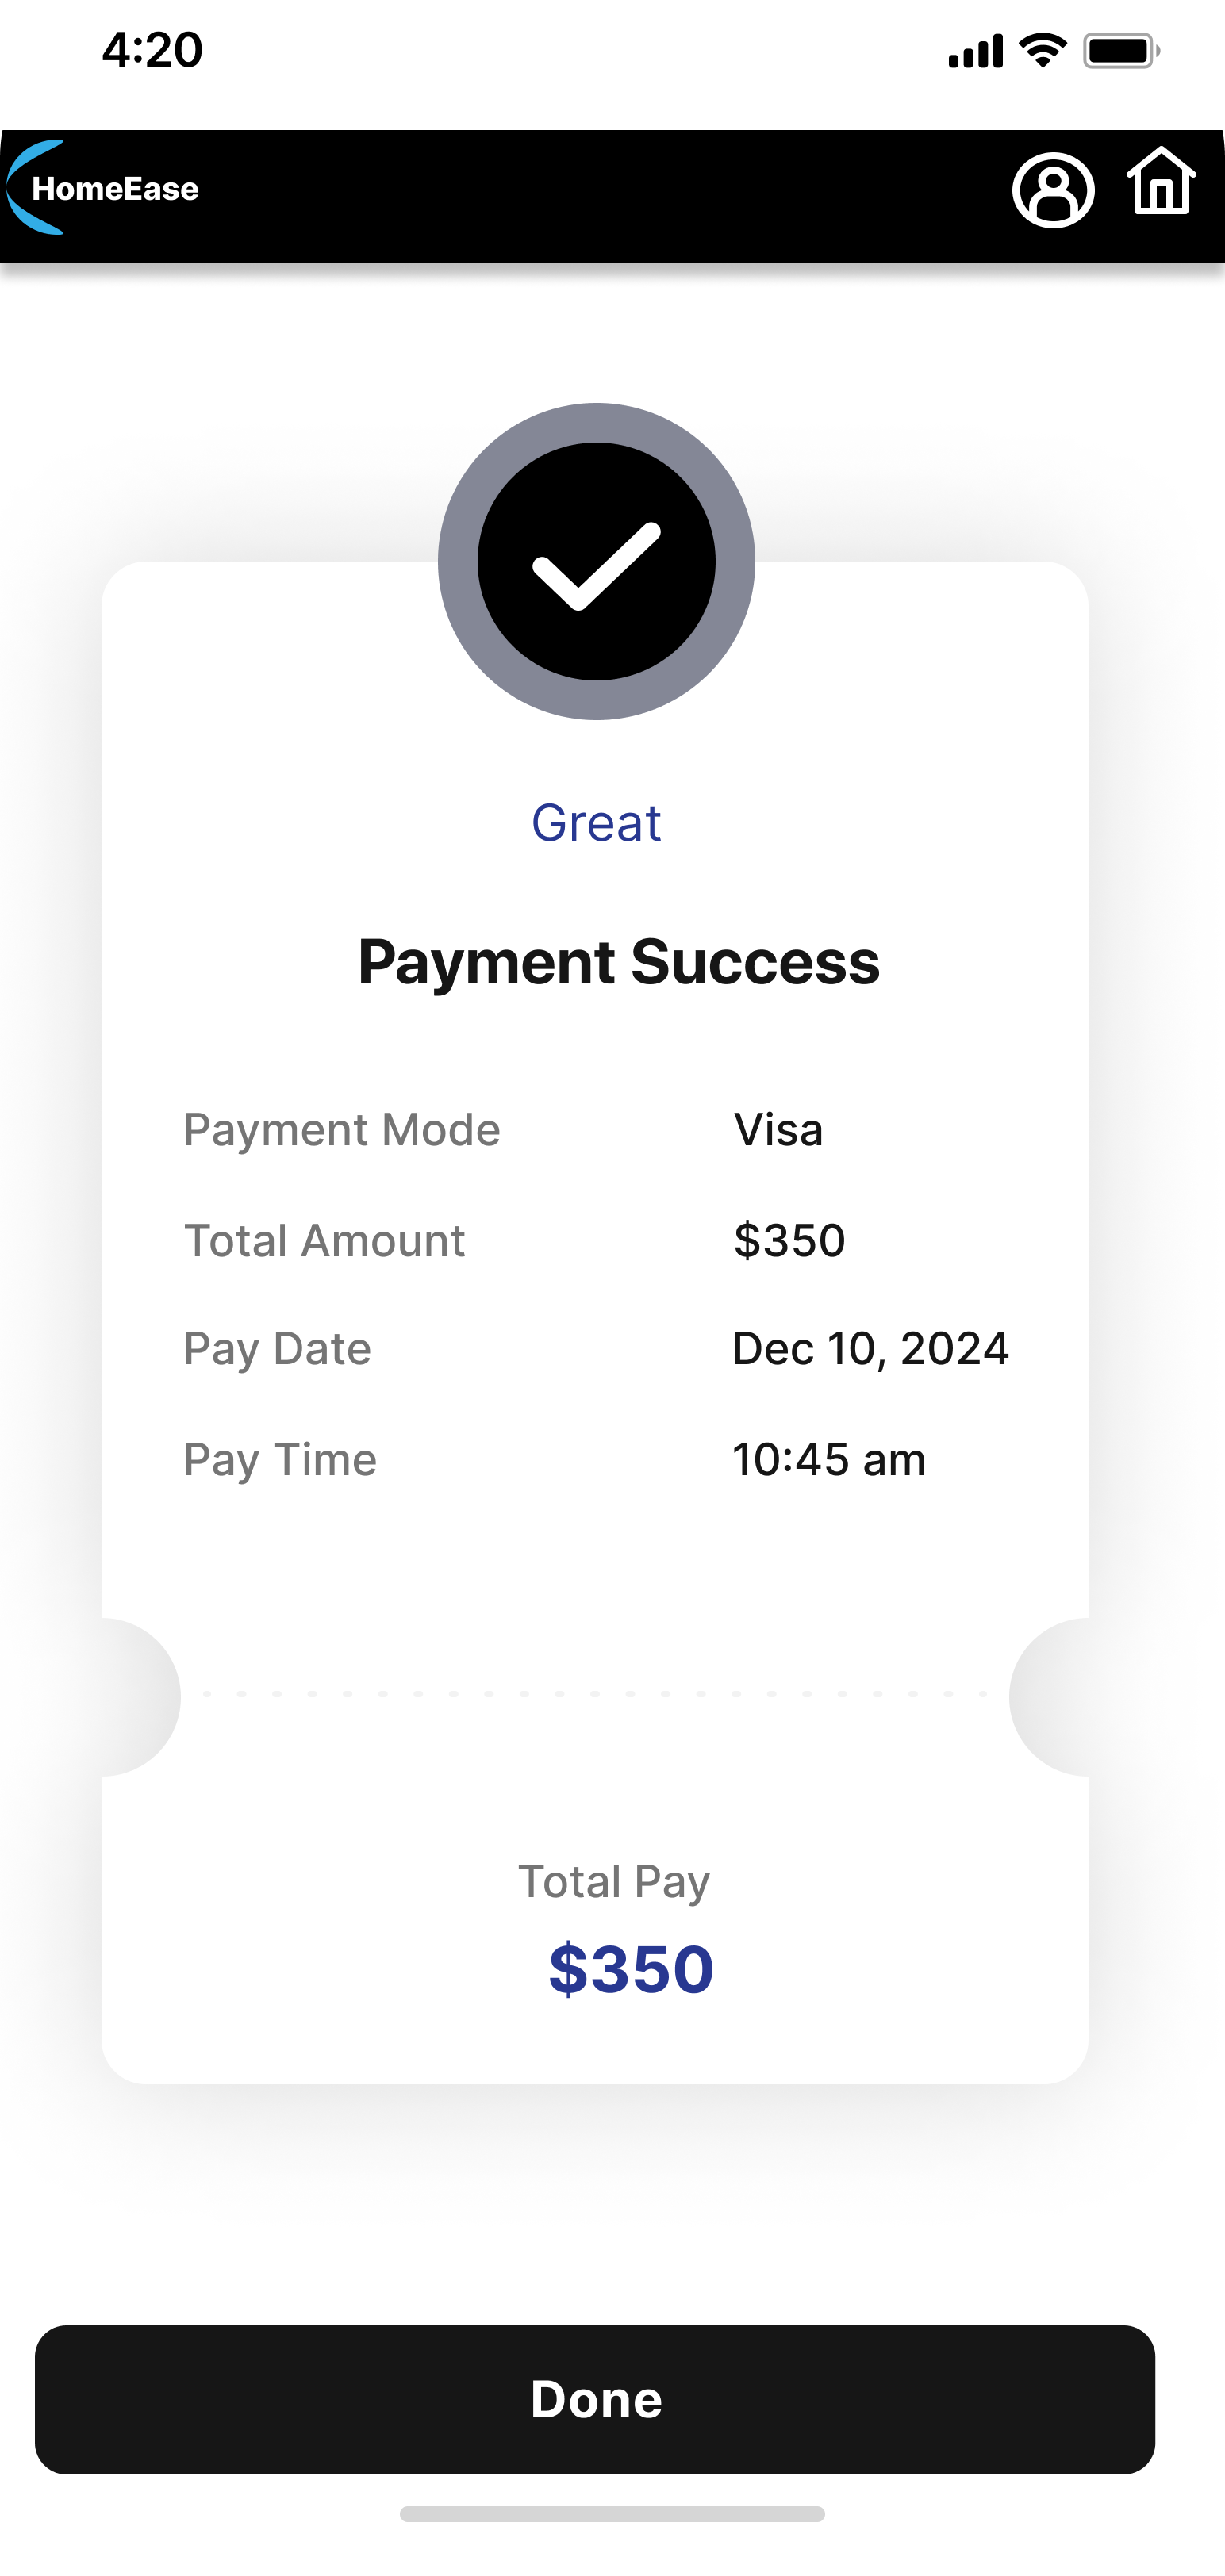 4:20
HomeEase
Great
Payment Success
Payment Mode Visa
Total Amount $350
Pay Date Dec 10, 2024
Pay Time 10:45 am
Total Pay
$350
Done